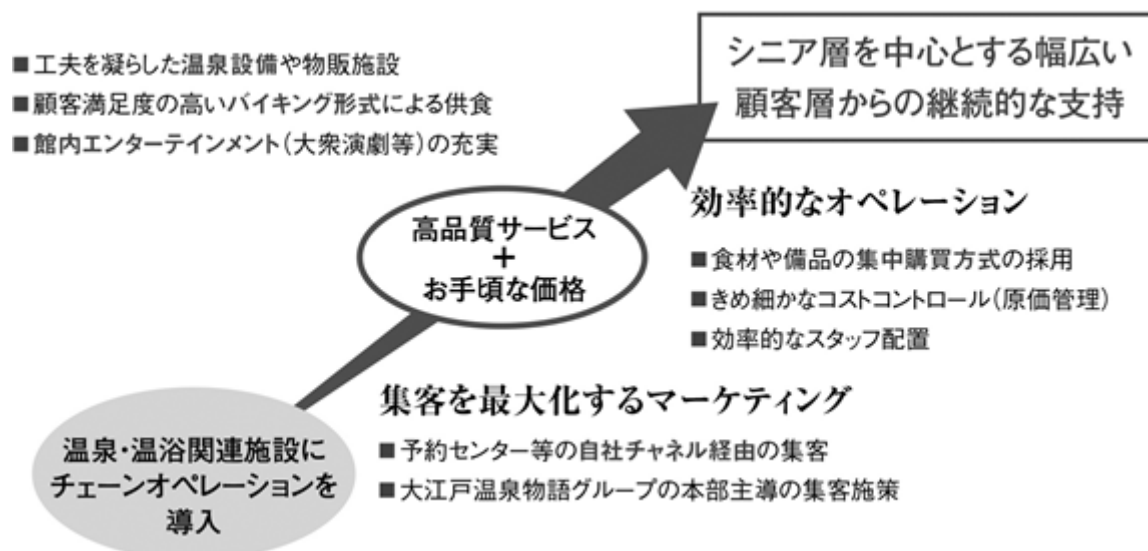 ■工夫を凝らした温泉設備や物販施設
■顧客満足度の高いバイキング形式による供食
■館内エンターテインメント(大衆演劇等)の充実
シニア層を中心とする幅広い
顧客層からの継続的な支持
高品質サービス
+
お手頃な価格
効率的なオペレーション
■食材や備品の集中購買方式の採用
■きめ細かなコストコントロール(原価管理)
■効率的なスタッフ配置
温泉・温浴関連施設に
チェーンオペレーションを
導入
集客を最大化するマーケティング
■予約センター等の自社チャネル経由の集客
■大江戸温泉物語グループの本部主導の集客施策